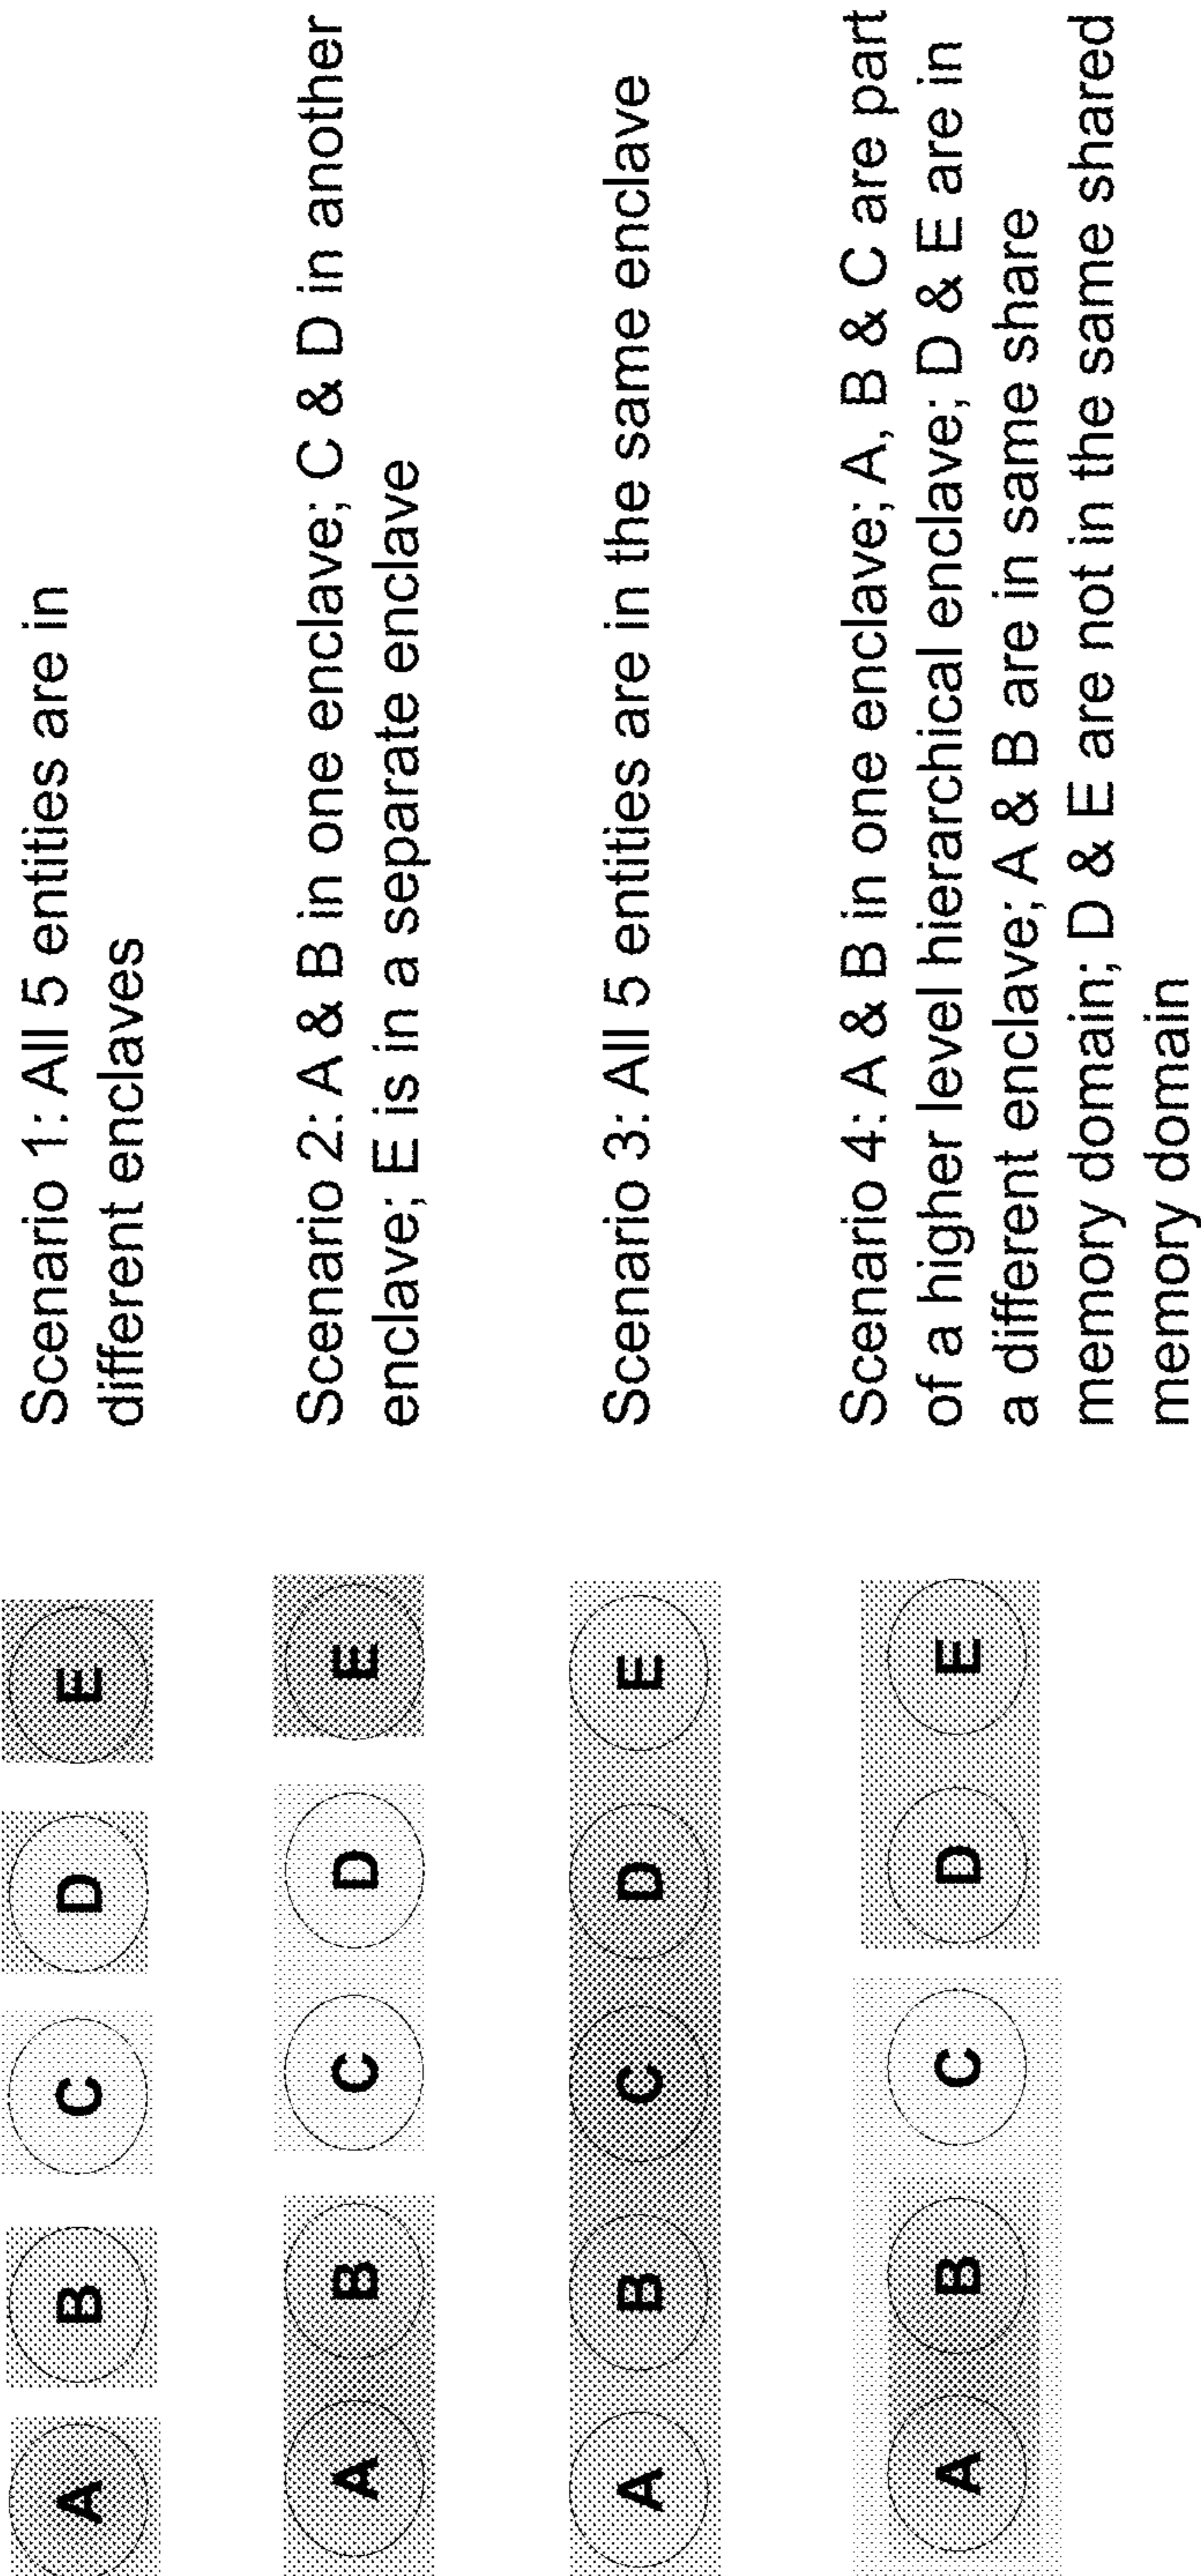 A B C D E
Scenario 1: All 5 entities are in
different enclaves
A B C D E
Scenario 2: A & B in one enclave; C & D in another
enclave; E is in a separate enclave
A B C D E
Scenario 3: All 5 entities are in the same enclave
A B C D E
Scenario 4: A & B in one enclave; A, B & C are part
of a higher level hierarchical enclave; D & E are in
a different enclave; A & B are in same share
memory domain; D & E are not in the same shared
memory domain